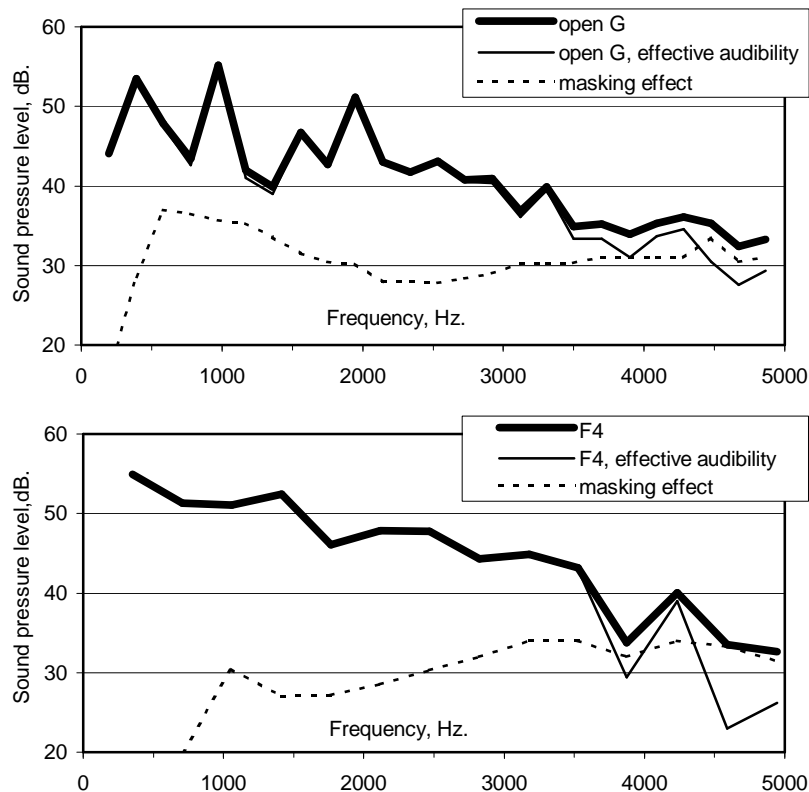 open G
open G, effective audibility
masking effect
Sound pressure level, dB.
60
50
40
30
20
Frequency, Hz.
0 1000 2000 3000 4000 5000
F4
F4, effective audibility
masking effect
Sound pressure level,dB.
60
50
40
30
20
Frequency, Hz.
0 1000 2000 3000 4000 5000